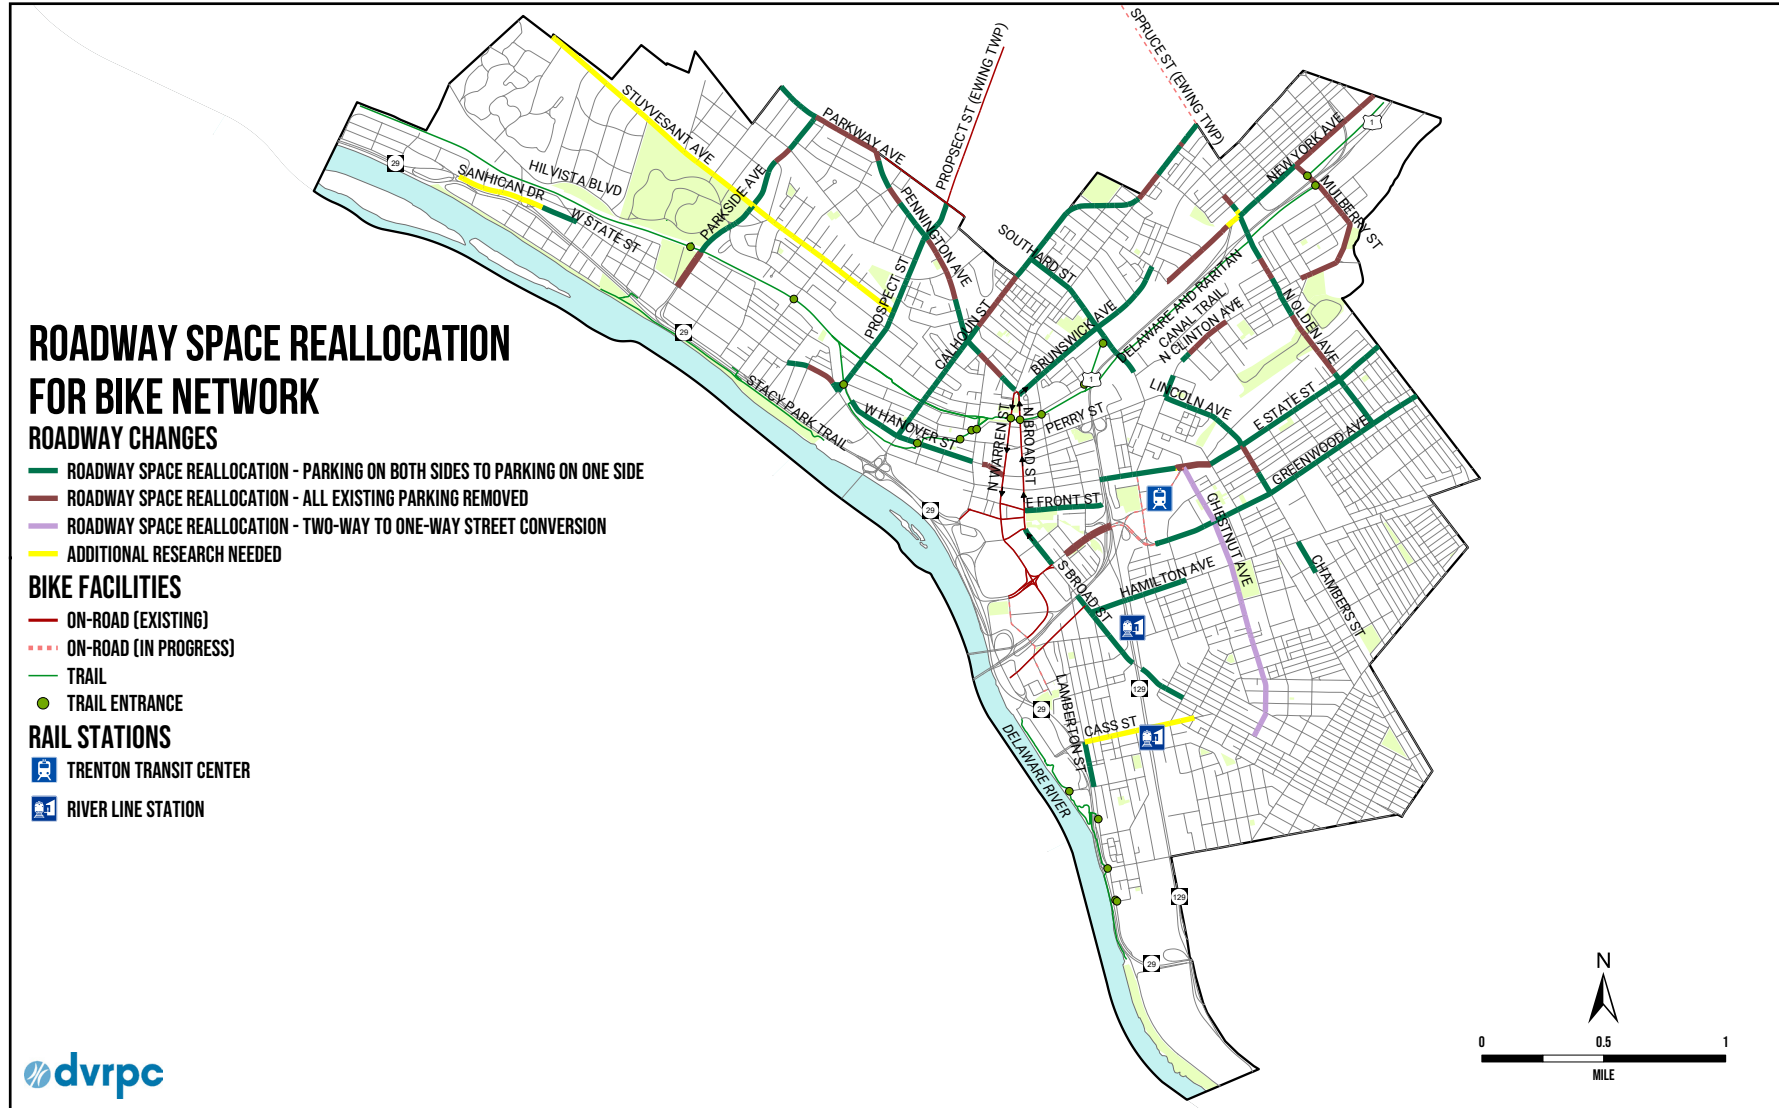 ROADWAY SPACE REALLOCATION
FOR BIKE NETWORK
ROADWAY CHANGES
ROADWAY SPACE REALLOCATION - PARKING ON BOTH SIDES TO PARKING ON ONE SIDE
ROADWAY SPACE REALLOCATION - ALL EXISTING PARKING REMOVED
ROADWAY SPACE REALLOCATION - TWO-WAY TO ONE-WAY STREET CONVERSION
ADDITIONAL RESEARCH NEEDED
BIKE FACILITIES
ON-ROAD (EXISTING)
ON-ROAD (IN PROGRESS)
TRAIL
TRAIL ENTRANCE
RAIL STATIONS
TRENTON TRANSIT CENTER
RIVER LINE STATION
dvrpc
STUYVESANT AVE
PARKWAY AVE
PROPSECT ST (EWING TWP)
SPRUCE ST (EWING TWP)
NEW YORK AVE
1
29
SANHICAN DR
HILVISTA BLVD
W STATE ST
PARKSIDE AVE
PENNINGTON AVE
MULBERRY ST
SOUTHARD ST
PROSPECT ST
CALHOUN ST
BRUNSWICK AVE
DELAWARE AND RARITAN
CANAL TRAIL
N CLINTON AVE
N OLDEN AVE
29
STACY PARK TRAIL
W HANOVER ST
N WARREN ST
N BROAD ST
PERRY ST
1
LINCOLN AVE
E STATE ST
GREENWOOD AVE
29
E FRONT ST
CHESTNUT AVE
S BROAD ST
HAMILTON AVE
CHAMBERS ST
129
29
LAMBERTON ST
CASS ST
DELAWARE RIVER
129
29
N
0
0.5
1
MILE